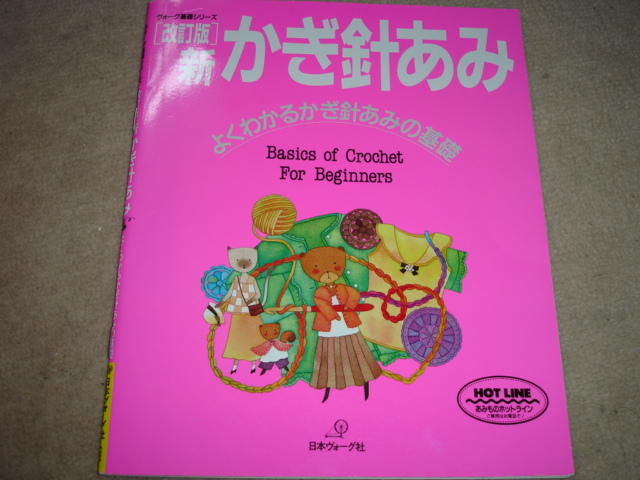 ヴォーグ基礎シリーズ
[改訂版]
新かぎ針あみ
よくわかるかぎ針あみの基礎
Basics of Crochet
For Beginners
HOT LINE
あみものホットライン
日本ヴォーグ社